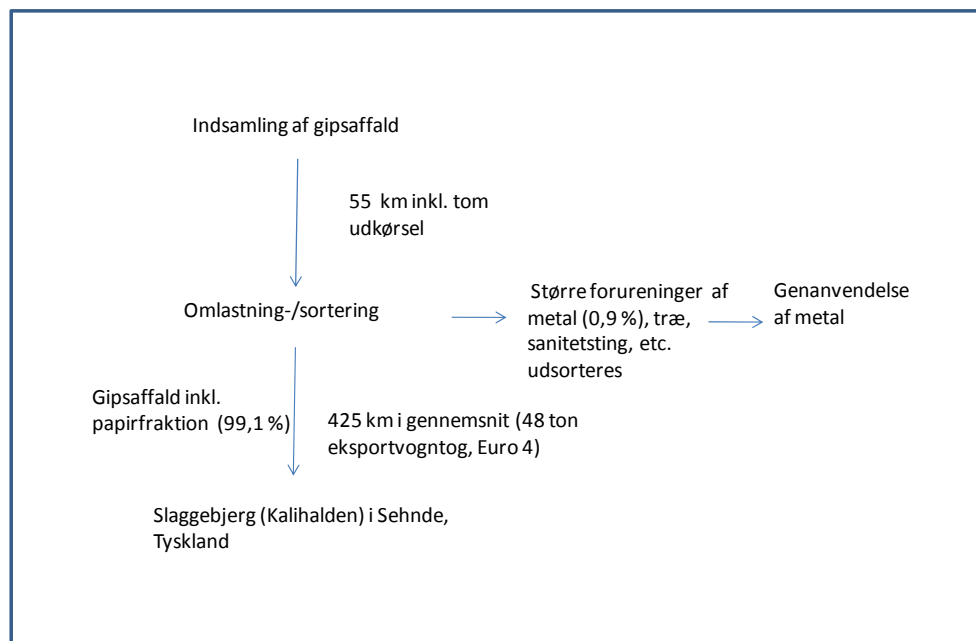 Indsamling af gipsaffald
55 km inkl. tom
udkørsel
Omlastning-/sortering
Større forureninger af
metal (0,9 %), træ,
sanitetsting, etc.
udsorteres
Genanvendelse
af metal
Gipsaffald inkl.
papirfraktion (99,1 %)
425 km i gennemsnit (48 ton
eksportvogntog, Euro 4)
Slaggebjerg (Kalihalden) i Sehnde,
Tyskland